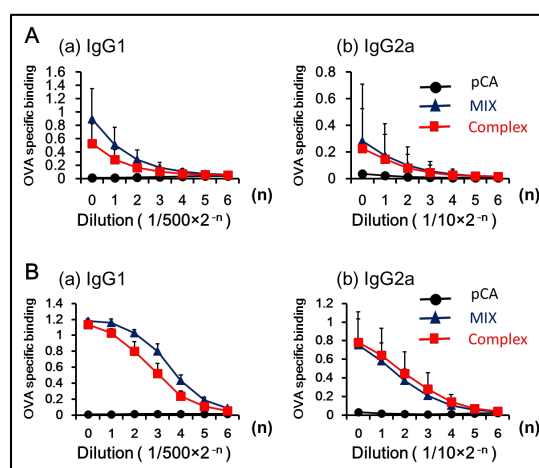 A
(a) IgG1
OVA specific binding
1.6
1.4
1.2
1
0.8
0.6
0.4
0.2
0
0 1 2 3 4 5 6 (n)
Dilution ( 1/500×2⁻ⁿ)
(b) IgG2a
OVA specific binding
0.8
0.6
0.4
0.2
0
pCA
MIX
Complex
0 1 2 3 4 5 6 (n)
Dilution ( 1/10×2⁻ⁿ)
B
(a) IgG1
OVA specific binding
1.4
1.2
1
0.8
0.6
0.4
0.2
0
0 1 2 3 4 5 6 (n)
Dilution ( 1/500×2⁻ⁿ)
(b) IgG2a
OVA specific binding
1.2
1
0.8
0.6
0.4
0.2
0
pCA
MIX
Complex
0 1 2 3 4 5 6 (n)
Dilution ( 1/10×2⁻ⁿ)